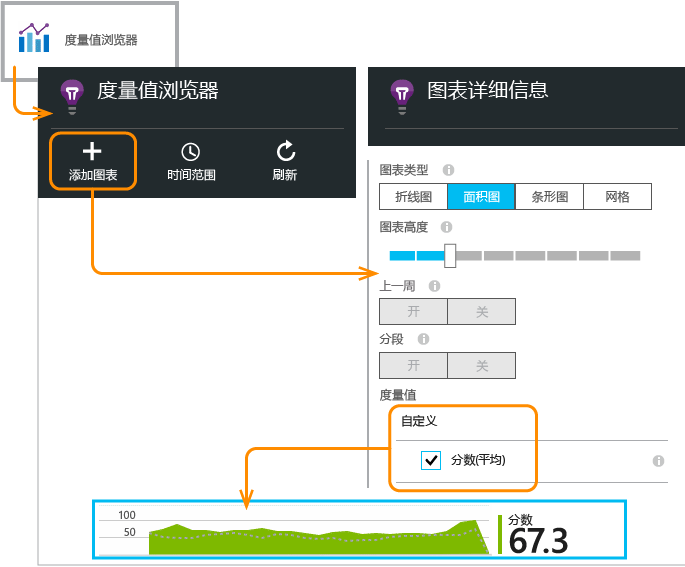 度量值浏览器
度量值浏览器
添加图表
时间范围
刷新
图表详细信息
图表类型
折线图 面积图 条形图 网格
图表高度
上一周
开 关
分段
开 关
度量值
自定义
分数(平均)
100
50
分数
67.3